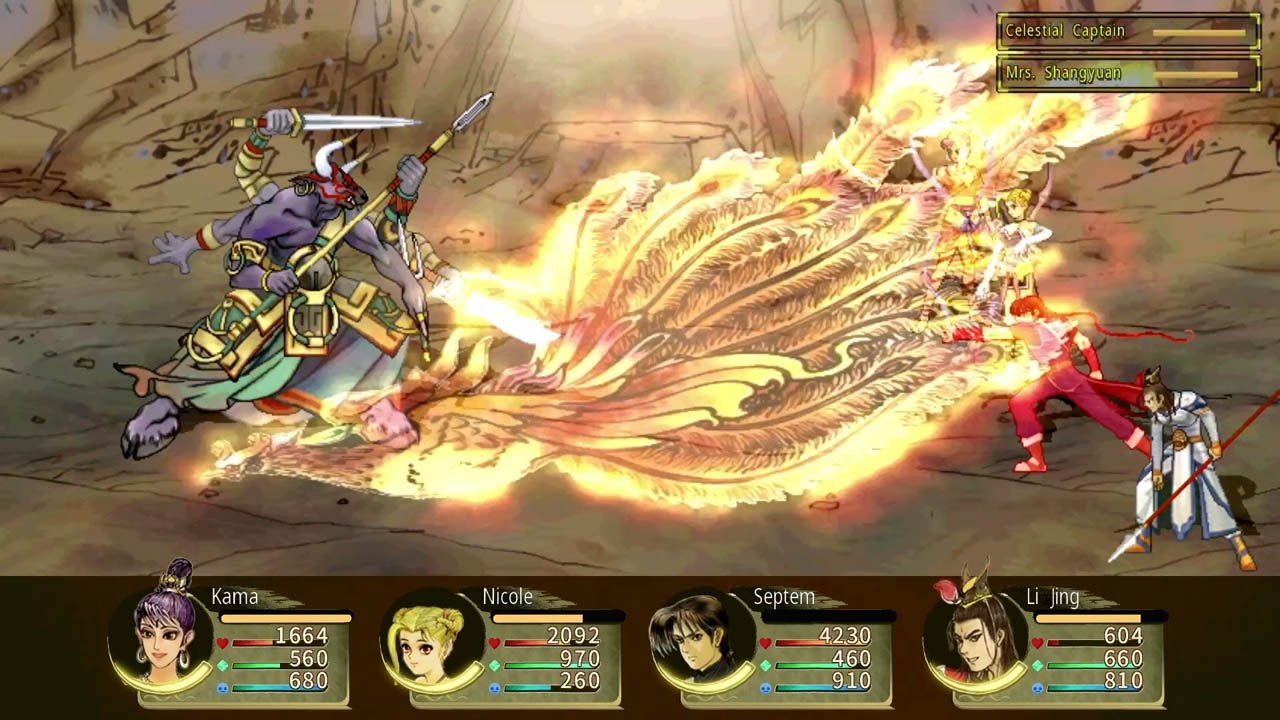 Celestial Captain
Mrs. Shangyuan
Kama
1664
560
680
Nicole
2092
970
260
Septem
4230
460
910
Li Jing
604
660
810